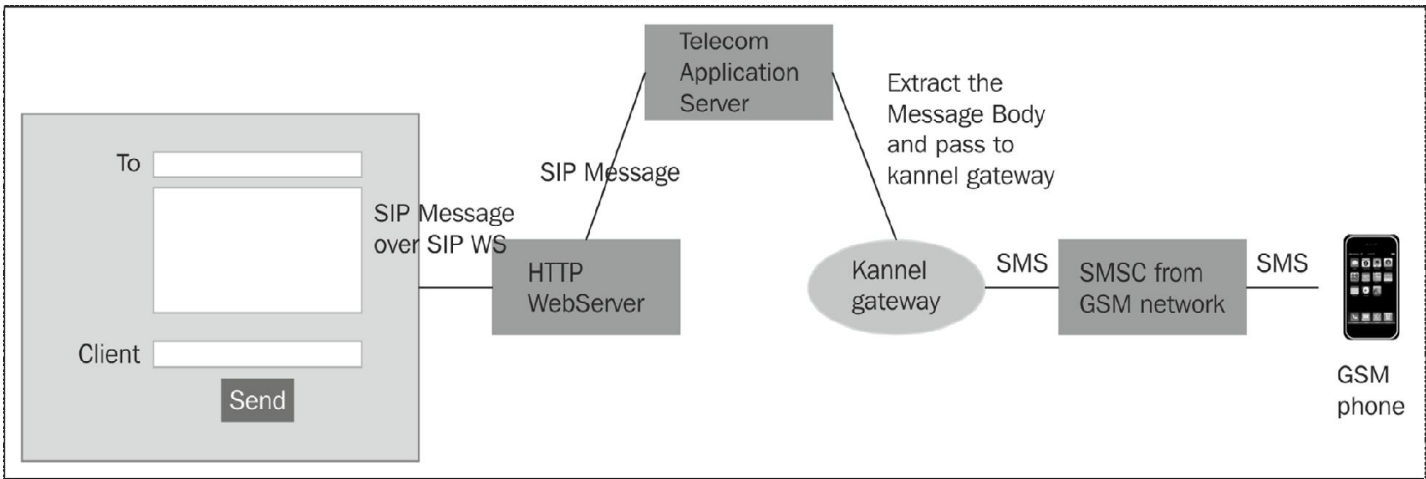 To
Client
Send
SIP Message
over SIP WS
HTTP
WebServer
SIP Message
Telecom
Application
Server
Extract the
Message Body
and pass to
kannel gateway
Kannel
gateway
SMS
SMSC from
GSM network
SMS
GSM
phone